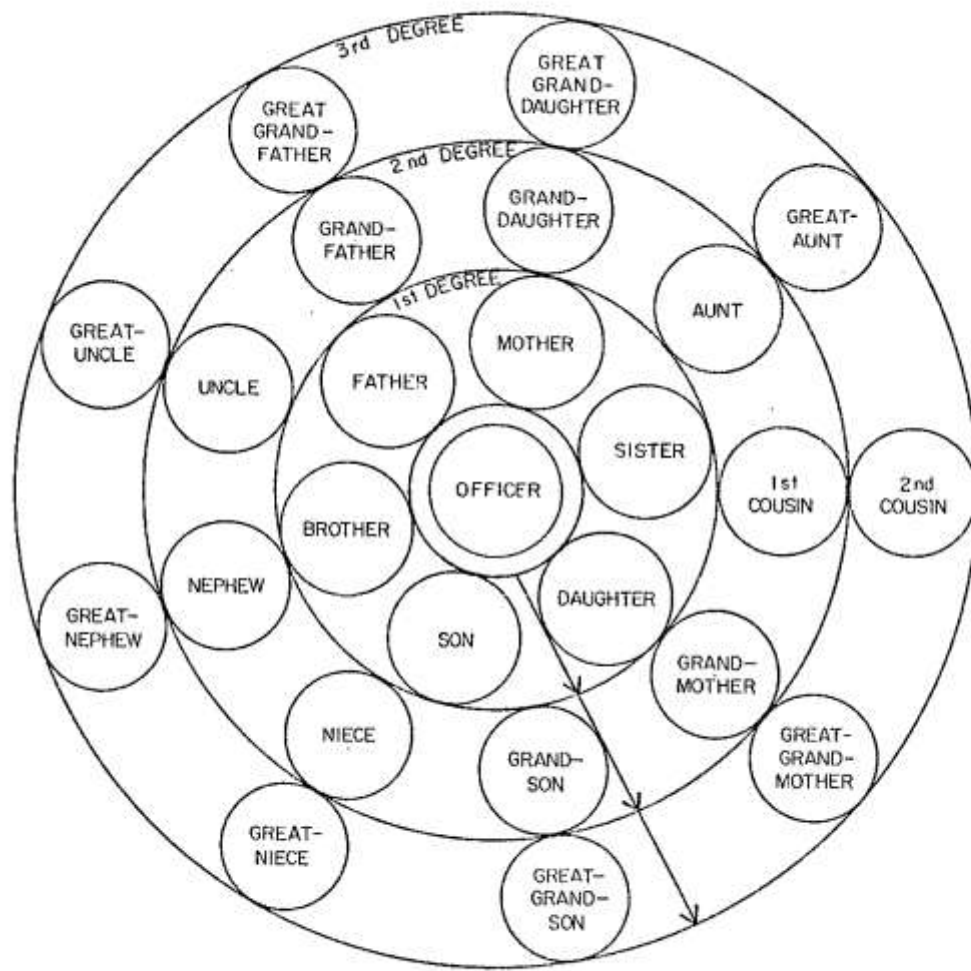 3rd DEGREE
GREAT
GRAND-
DAUGHTER
GREAT
GRAND-
FATHER
2nd DEGREE
GRAND-
DAUGHTER
GREAT-
AUNT
GRAND-
FATHER
1st DEGREE
AUNT
MOTHER
GREAT-
UNCLE
UNCLE
FATHER
SISTER
OFFICER
1st
COUSIN
2nd
COUSIN
BROTHER
NEPHEW
DAUGHTER
GREAT-
NEPHEW
SON
GRAND-
MOTHER
NIECE
GRAND-
SON
GREAT-
GRAND-
MOTHER
GREAT-
NIECE
GREAT-
GRAND-
SON